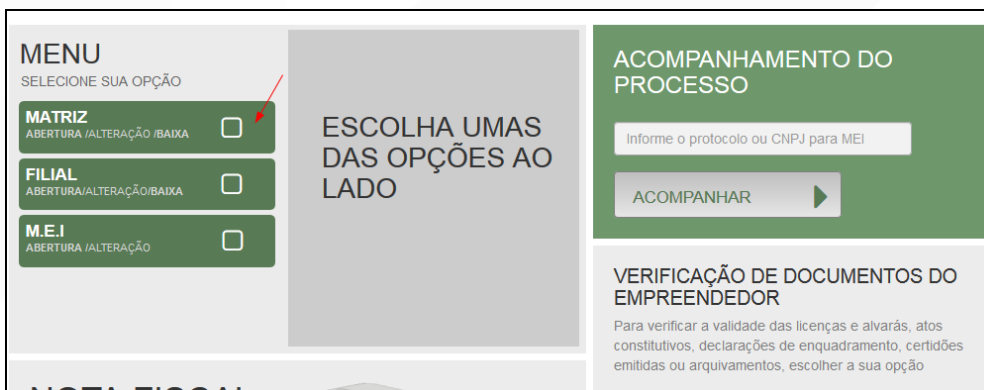 MENU
SELECIONE SUA OPÇÃO
MATRIZ
ABERTURA /ALTERAÇÃO /BAIXA
FILIAL
ABERTURA/ALTERAÇÃO/BAIXA
M.E.I
ABERTURA /ALTERAÇÃO
ESCOLHA UMAS
DAS OPÇÕES AO
LADO
ACOMPANHAMENTO DO
PROCESSO
Informe o protocolo ou CNPJ para MEI
ACOMPANHAR
VERIFICAÇÃO DE DOCUMENTOS DO
EMPREENDEDOR
Para verificar a validade das licenças e alvarás, atos
constitutivos, declarações de enquadramento, certidões
emitidas ou arquivamentos, escolher a sua opção
NOTA FISCAL